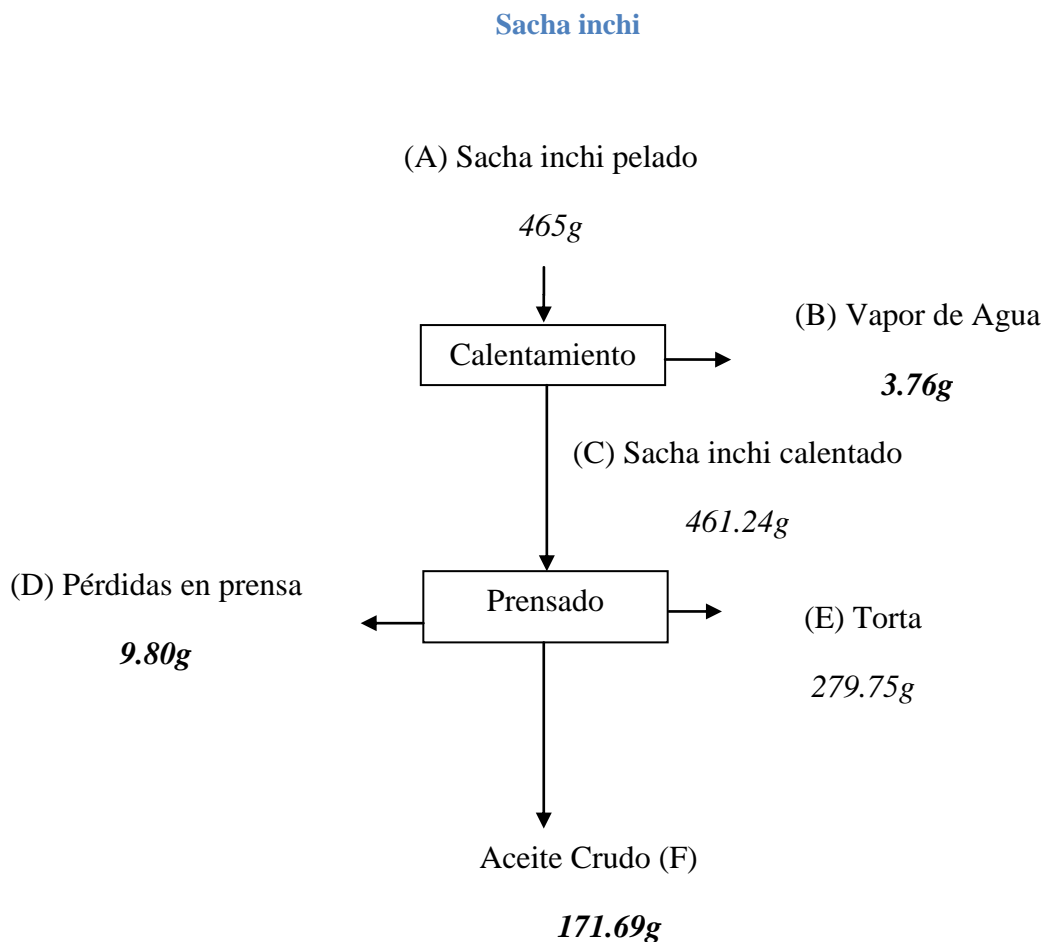 Sacha inchi
(A) Sacha inchi pelado
465g
(B) Vapor de Agua
Calentamiento
3.76g
(C) Sacha inchi calentado
461.24g
(D) Pérdidas en prensa
Prensado
(E) Torta
9.80g
279.75g
Aceite Crudo (F)
171.69g